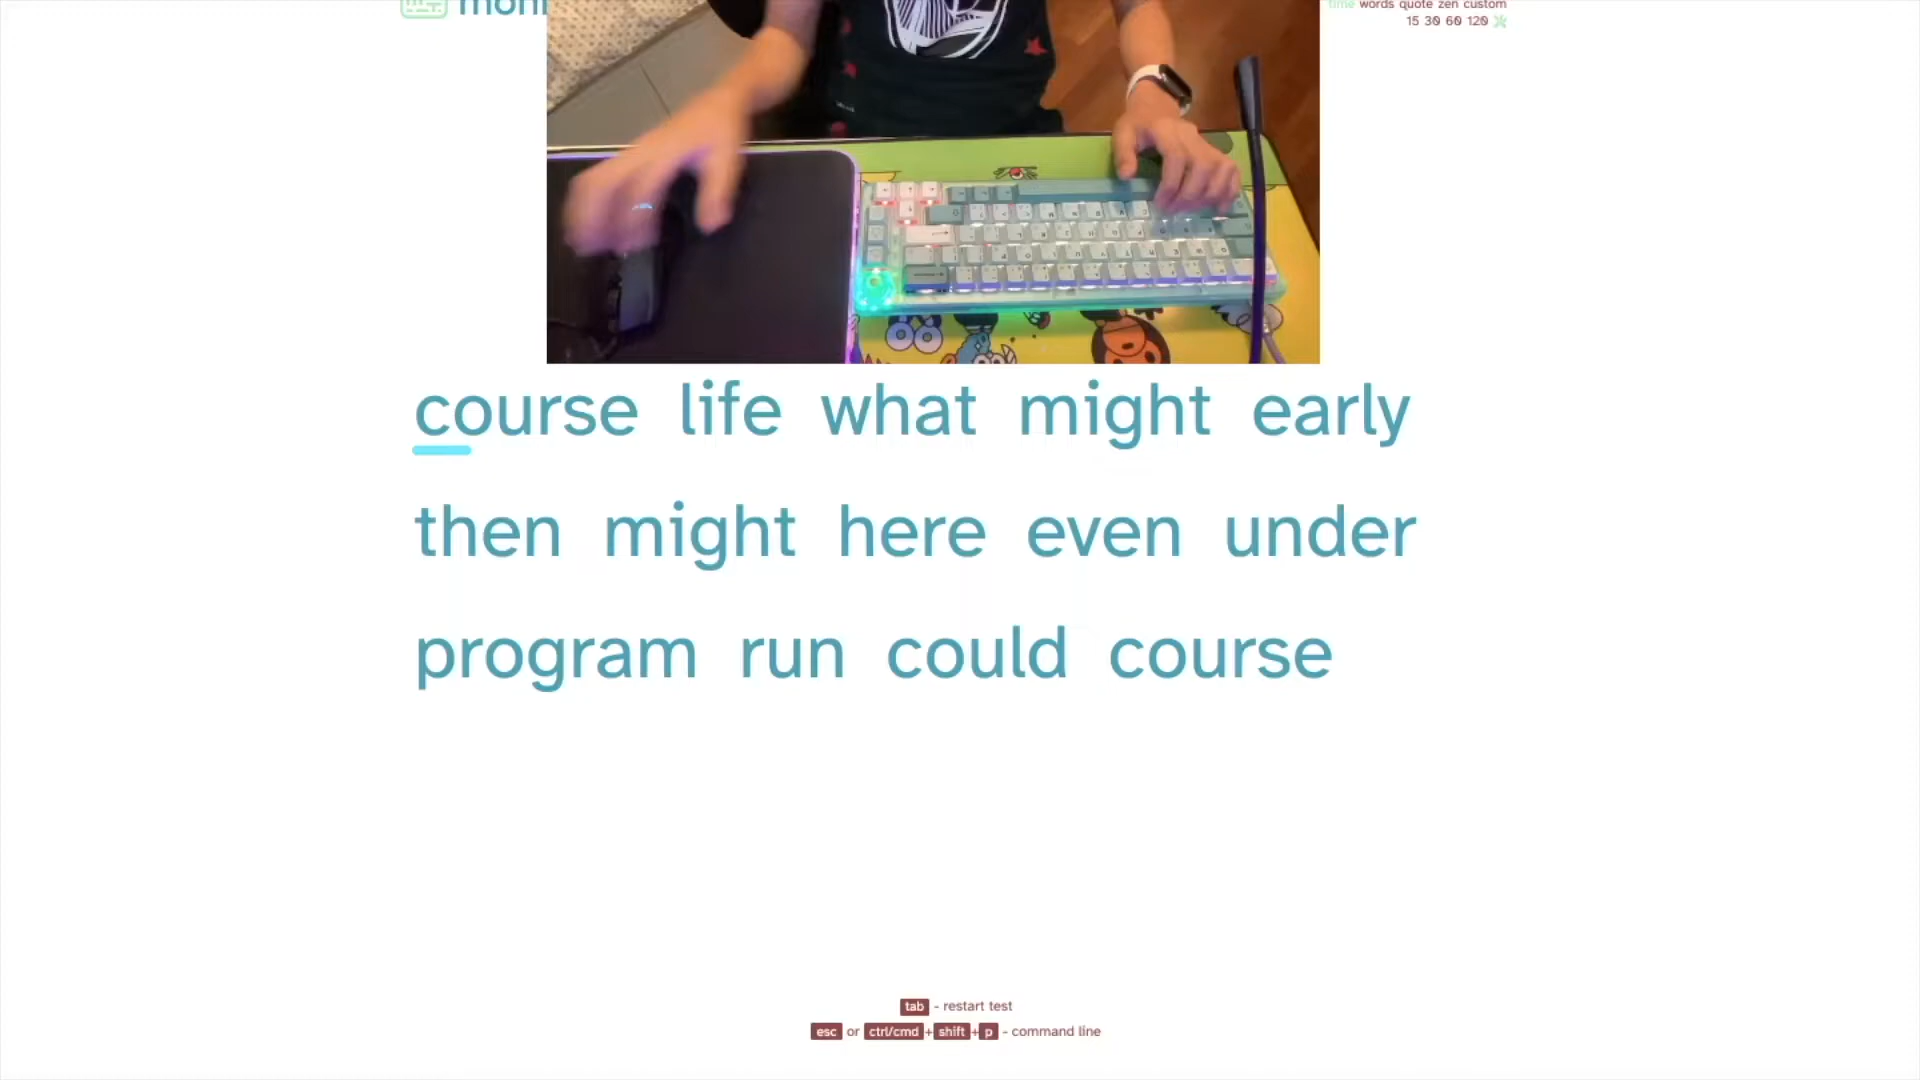 time words quote zen custom
15 30 60 120
course life what might early
then might here even under
program run could course
tab - restart test
esc or ctrl/cmd + shift + p - command line